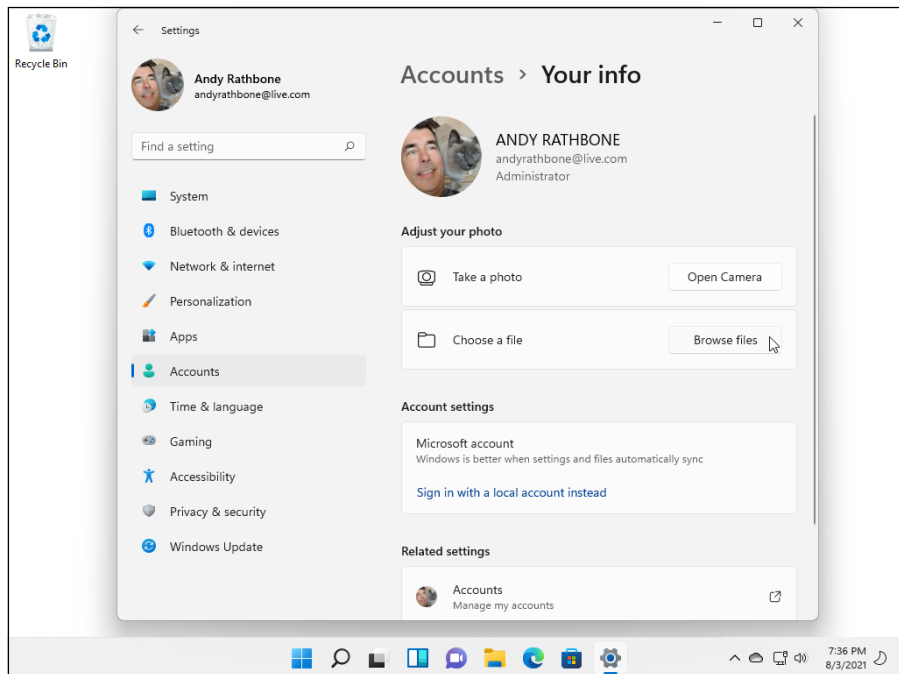 Recycle Bin
Settings
Andy Rathbone
andyrathbone@live.com
Find a setting
System
Bluetooth & devices
Network & internet
Personalization
Apps
Accounts
Time & language
Gaming
Accessibility
Privacy & security
Windows Update
Accounts > Your info
ANDY RATHBONE
andyrathbone@live.com
Administrator
Adjust your photo
Take a photo
Open Camera
Choose a file
Browse files
Account settings
Microsoft account
Windows is better when settings and files automatically sync
Sign in with a local account instead
Related settings
Accounts
Manage my accounts
7:36 PM
8/3/2021